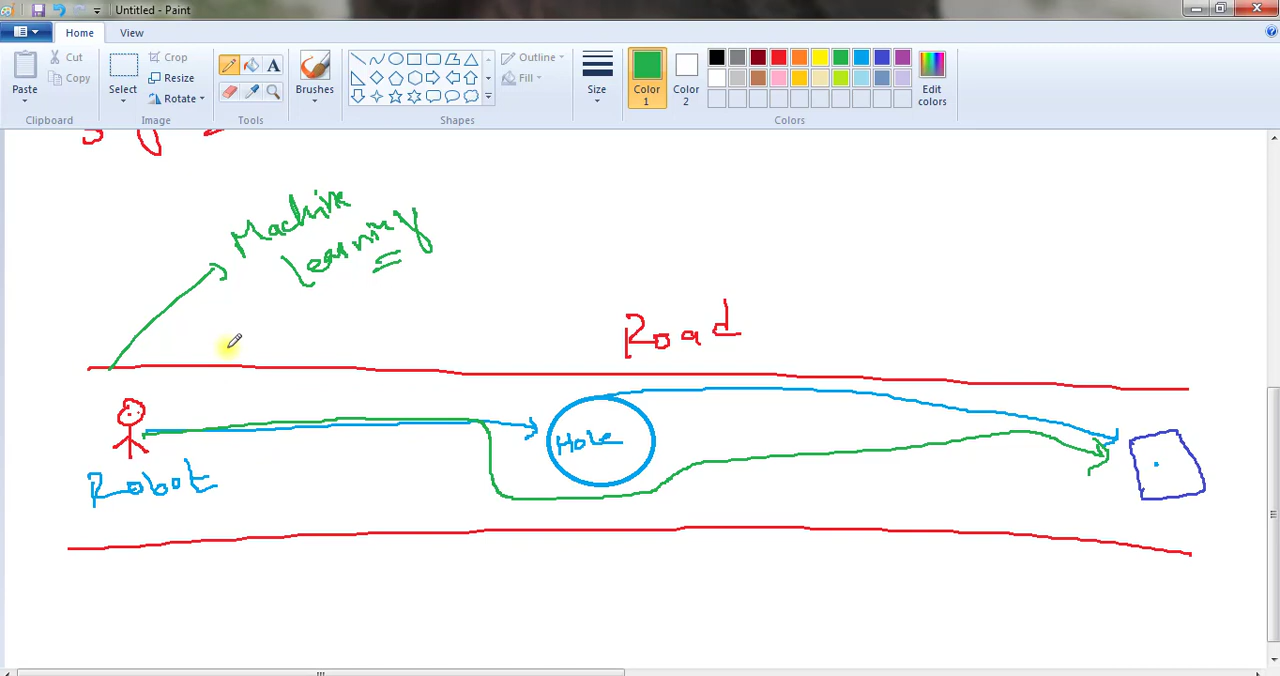 Untitled - Paint
Home View
Cut
Copy
Paste
Crop
Resize
Rotate
Select
A
Brushes
Outline
Fill
Size
Color 1
Color 2
Edit colors
Clipboard Image Tools Shapes Colors
Machine
Learning
Road
Hole
Robot